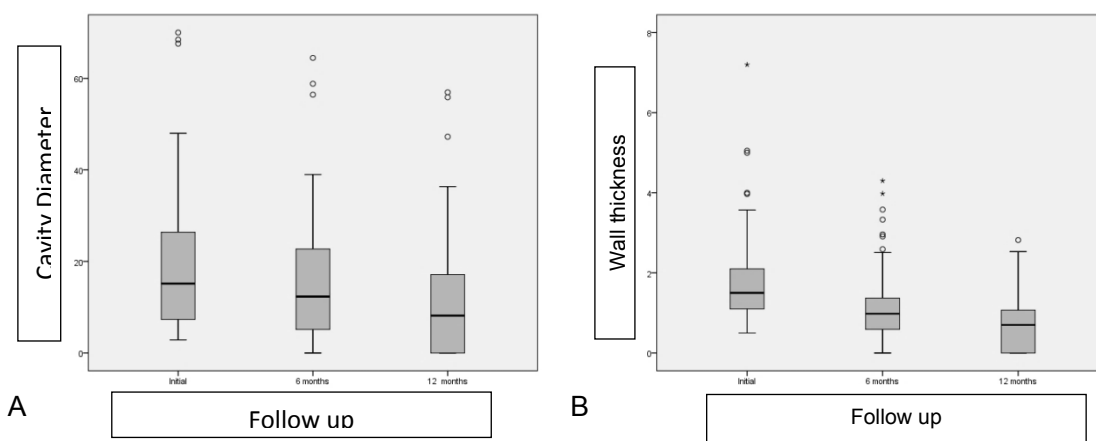 Cavity Diameter
60
40
20
0
Initial
6 months
12 months
A
Follow up
Wall thickness
8
6
4
2
0
Initial
6 months
12 months
B
Follow up